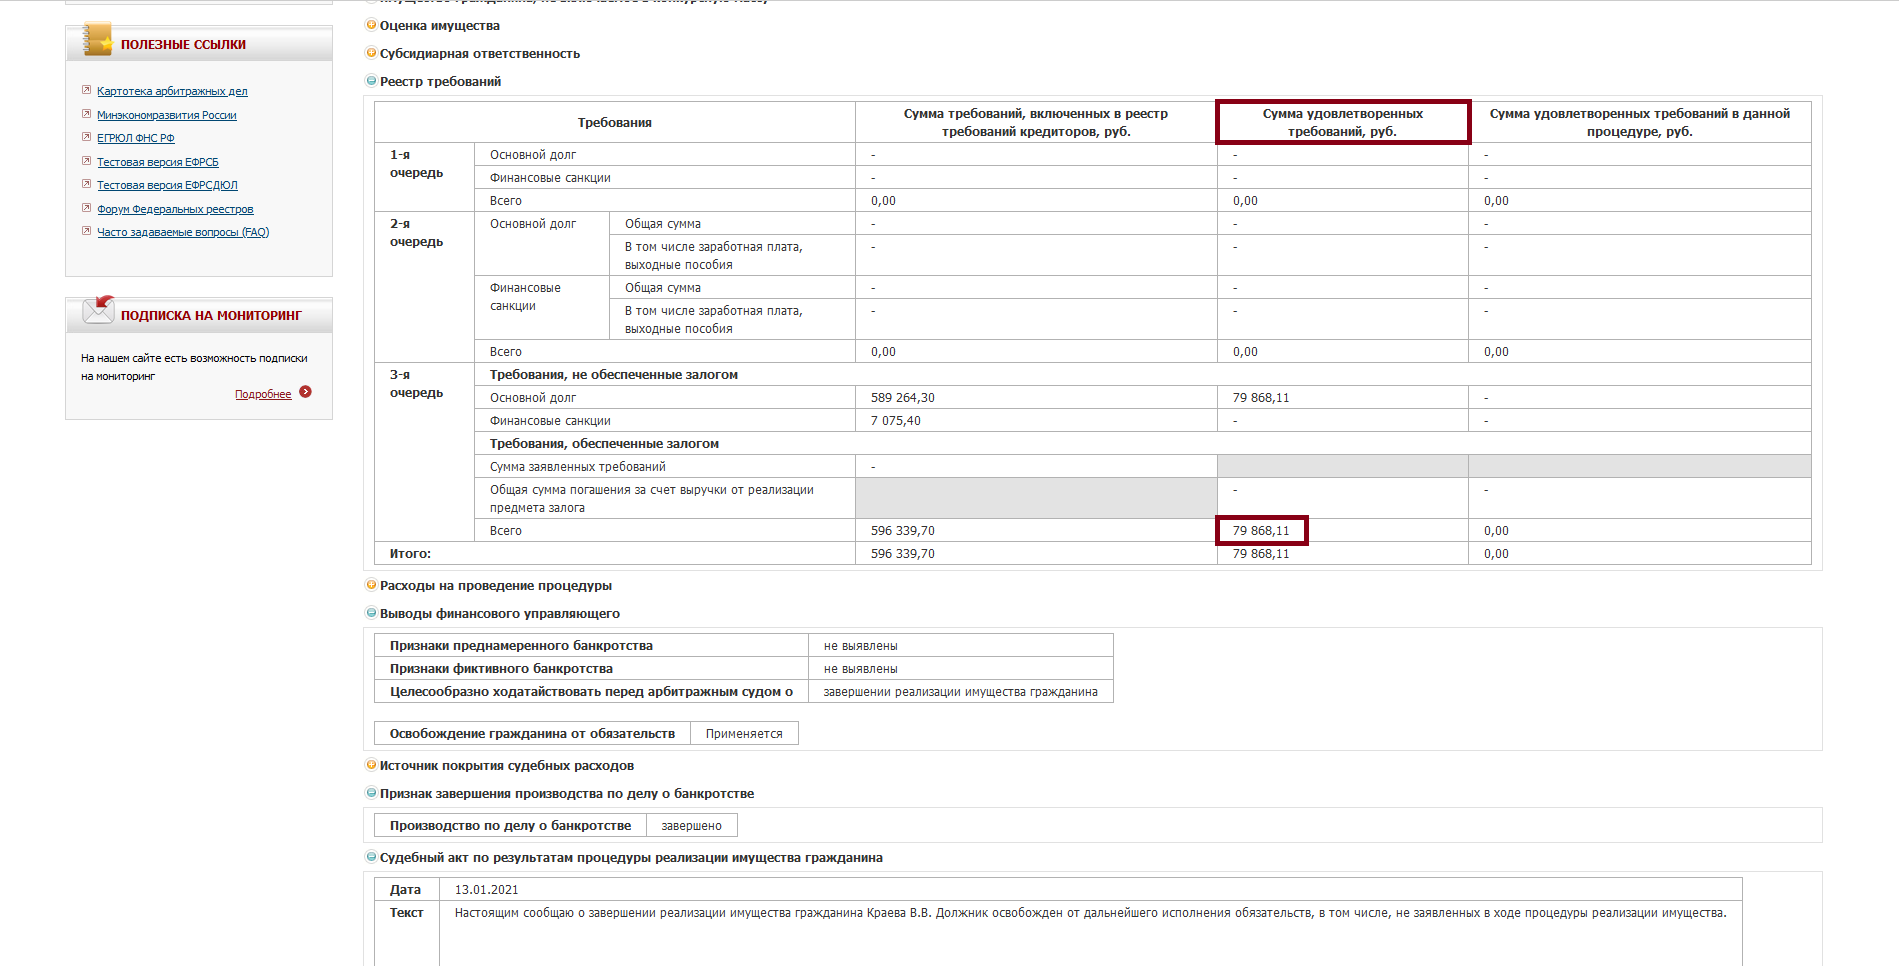 ПОЛЕЗНЫЕ ССЫЛКИ
Картотека арбитражных дел
Минэкономразвития России
ЕГРЮЛ ФНС РФ
Тестовая версия ЕФРСБ
Тестовая версия ЕФРСДЮЛ
Форум Федеральных реестров
Часто задаваемые вопросы (FAQ)
ПОДПИСКА НА МОНИТОРИНГ
На нашем сайте есть возможность подписки
на мониторинг
Подробнее
Оценка имущества
Субсидиарная ответственность
Реестр требований
Требования
Сумма требований, включенных в реестр
требований кредиторов, руб.
Сумма удовлетворенных
требований, руб.
Сумма удовлетворенных требований в данной
процедуре, руб.
1-я
очередь
Основной долг - - -
Финансовые санкции - - -
Всего 0,00 0,00 0,00
2-я
очередь
Основной долг
Общая сумма - - -
В том числе заработная плата,
выходные пособия
- - -
Финансовые
санкции
Общая сумма - - -
В том числе заработная плата,
выходные пособия
- - -
Всего 0,00 0,00 0,00
3-я
очередь
Требования, не обеспеченные залогом
Основной долг 589 264,30 79 868,11 -
Финансовые санкции 7 075,40 - -
Требования, обеспеченные залогом
Сумма заявленных требований -
Общая сумма погашения за счет выручки от реализации
предмета залога
- -
Всего 596 339,70 79 868,11 0,00
Итого: 596 339,70 79 868,11 0,00
Расходы на проведение процедуры
Выводы финансового управляющего
Признаки преднамеренного банкротства не выявлены
Признаки фиктивного банкротства не выявлены
Целесообразно ходатайствовать перед арбитражным судом о завершении реализации имущества гражданина
Освобождение гражданина от обязательств Применяется
Источник покрытия судебных расходов
Признак завершения производства по делу о банкротстве
Производство по делу о банкротстве завершено
Судебный акт по результатам процедуры реализации имущества гражданина
Дата 13.01.2021
Текст Настоящим сообщаю о завершении реализации имущества гражданина Краева В.В. Должник освобожден от дальнейшего исполнения обязательств, в том числе, не заявленных в ходе процедуры реализации имущества.